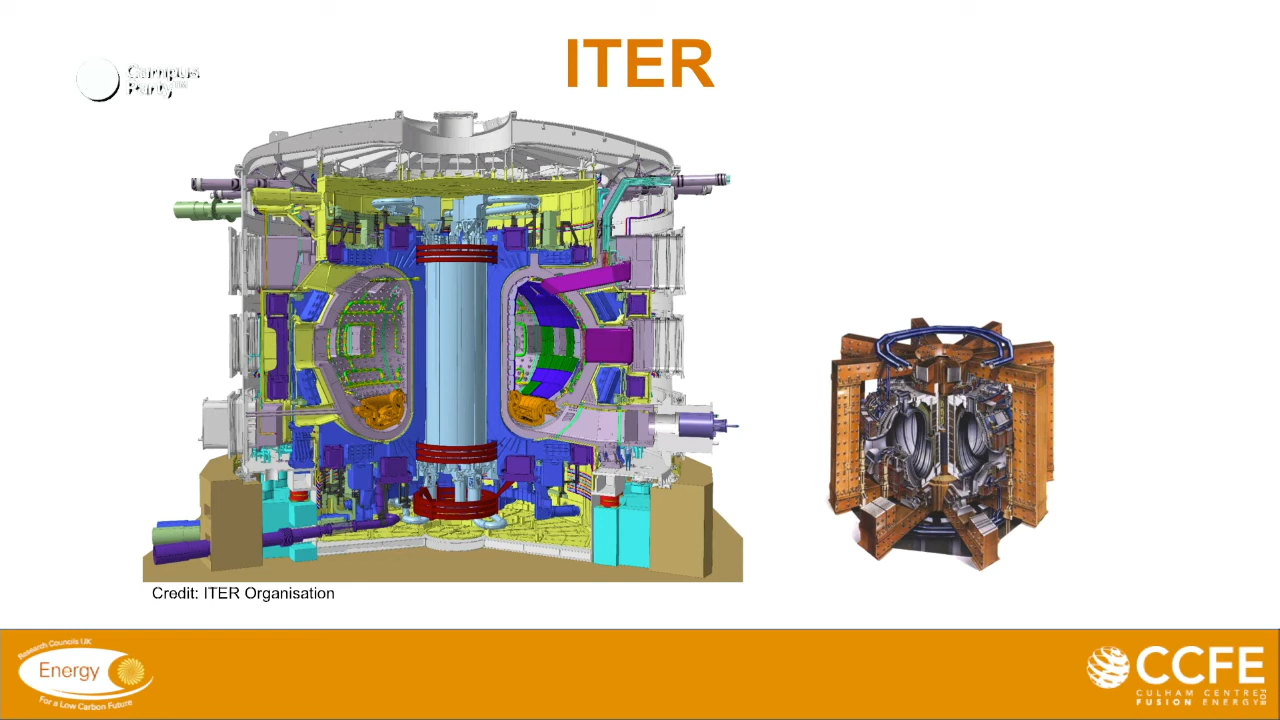 ITER
Campus
Party™
Credit: ITER Organisation
Research Councils UK
Energy
For a Low Carbon Future
CCFE
CULHAM CENTRE
FUSION ENERGY
FOR